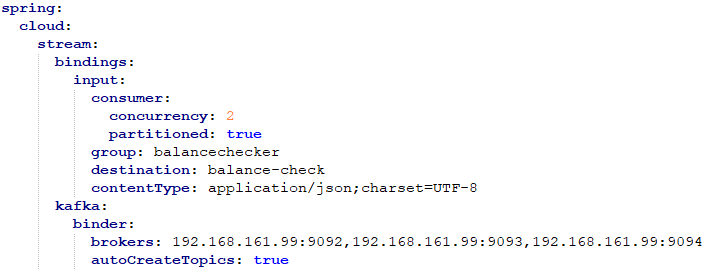 spring:
  cloud:
    stream:
      bindings:
        input:
          consumer:
            concurrency: 2
            partitioned: true
          group: balancechecker
          destination: balance-check
          contentType: application/json;charset=UTF-8
      kafka:
        binder:
          brokers: 192.168.161.99:9092,192.168.161.99:9093,192.168.161.99:9094
          autoCreateTopics: true